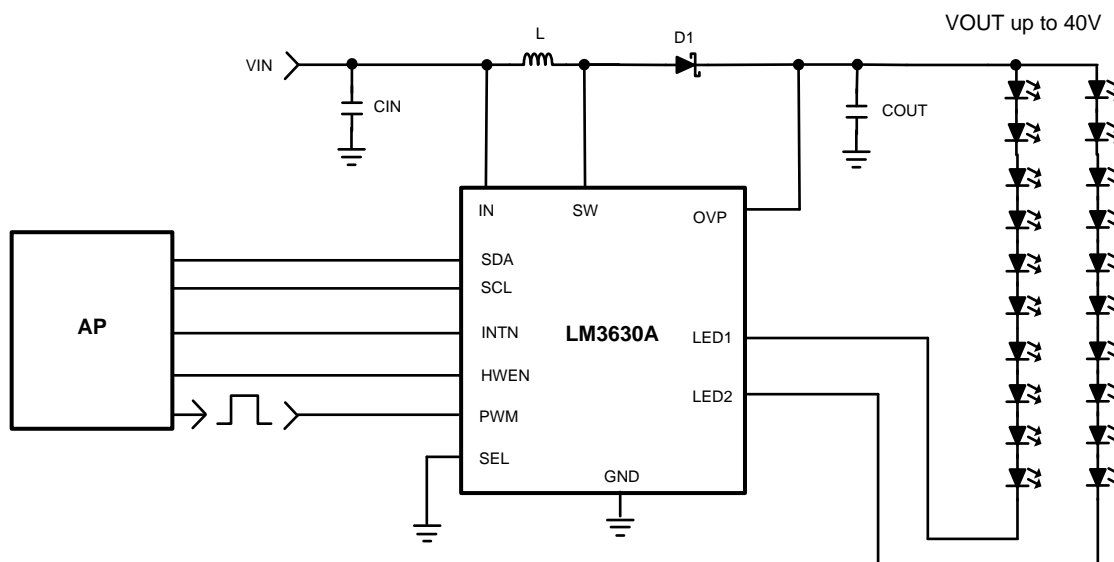 VOUT up to 40V
L
D1
VIN
CIN
COUT
IN
SW
OVP
SDA
SCL
AP
INTN
LM3630A
LED1
HWEN
LED2
PWM
SEL
GND